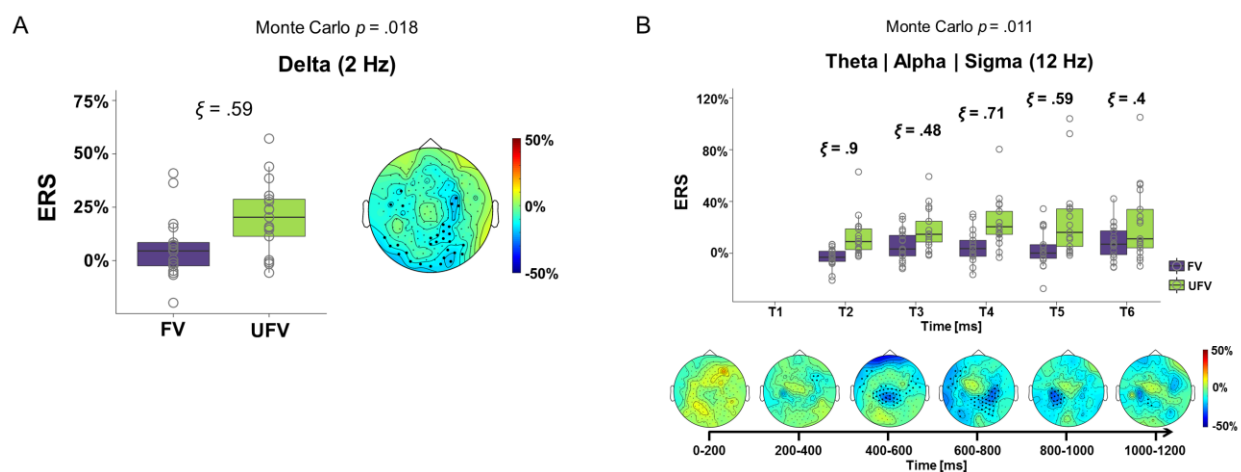 A
Monte Carlo p = .018
Delta (2 Hz)
75%
50%
25%
0%
ERS
ξ = .59
FV
UFV
50%
0%
-50%
B
Monte Carlo p = .011
Theta | Alpha | Sigma (12 Hz)
120%
80%
40%
0%
ERS
ξ = .9
ξ = .48
ξ = .71
ξ = .59
ξ = .4
T1
T2
T3
T4
T5
T6
Time [ms]
FV
UFV
50%
0%
-50%
0-200
200-400
400-600
600-800
800-1000
1000-1200
Time [ms]